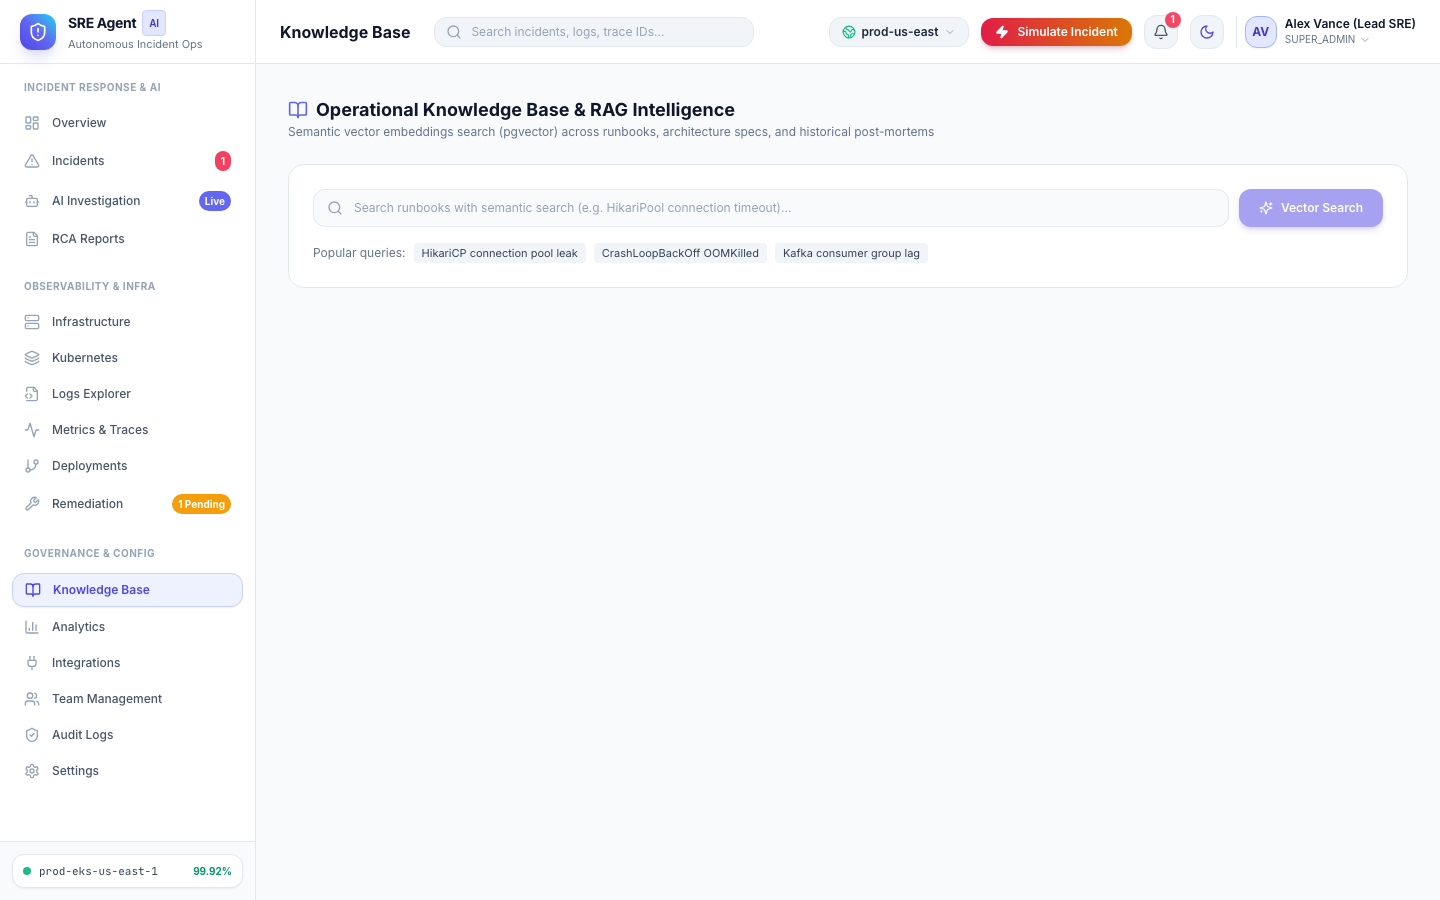 SRE Agent AI
Autonomous Incident Ops
Knowledge Base
Search incidents, logs, trace IDs...
prod-us-east
Simulate Incident
1
AV
Alex Vance (Lead SRE)
SUPER_ADMIN
INCIDENT RESPONSE & AI
Overview
Incidents 1
AI Investigation Live
RCA Reports
OBSERVABILITY & INFRA
Infrastructure
Kubernetes
Logs Explorer
Metrics & Traces
Deployments
Remediation 1 Pending
GOVERNANCE & CONFIG
Knowledge Base
Analytics
Integrations
Team Management
Audit Logs
Settings
prod-eks-us-east-1 99.92%
Operational Knowledge Base & RAG Intelligence
Semantic vector embeddings search (pgvector) across runbooks, architecture specs, and historical post-mortems
Search runbooks with semantic search (e.g. HikariPool connection timeout)...
Vector Search
Popular queries: HikariCP connection pool leak CrashLoopBackOff OOMKilled Kafka consumer group lag